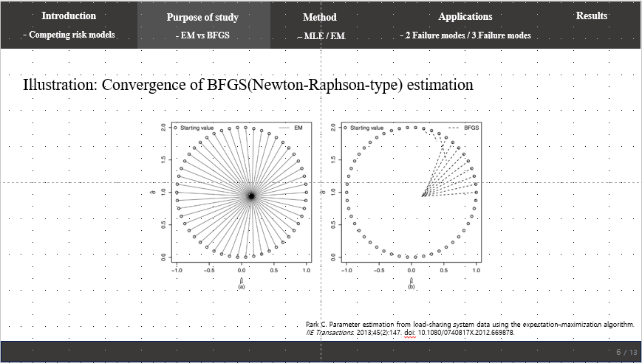 Introduction
- Competing risk models
Purpose of study
- EM vs BFGS
Method
- MLE / EM
Applications
- 2 Failure modes / 3 Failure modes
Results
Illustration: Convergence of BFGS(Newton-Raphson-type) estimation
Starting value
EM
2.0
1.5
1.0
0.5
0.0
-1.0 -0.5 0.0 0.5 1.0
(a)
Starting value
BFGS
2.0
1.5
1.0
0.5
0.0
-1.0 -0.5 0.0 0.5 1.0
(b)
Park C. Parameter estimation from load-sharing system data using the expectation-maximization algorithm.
IIE Transactions. 2013;45(2):147. doi: 10.1080/0740817X.2012.669878.
6 / 12